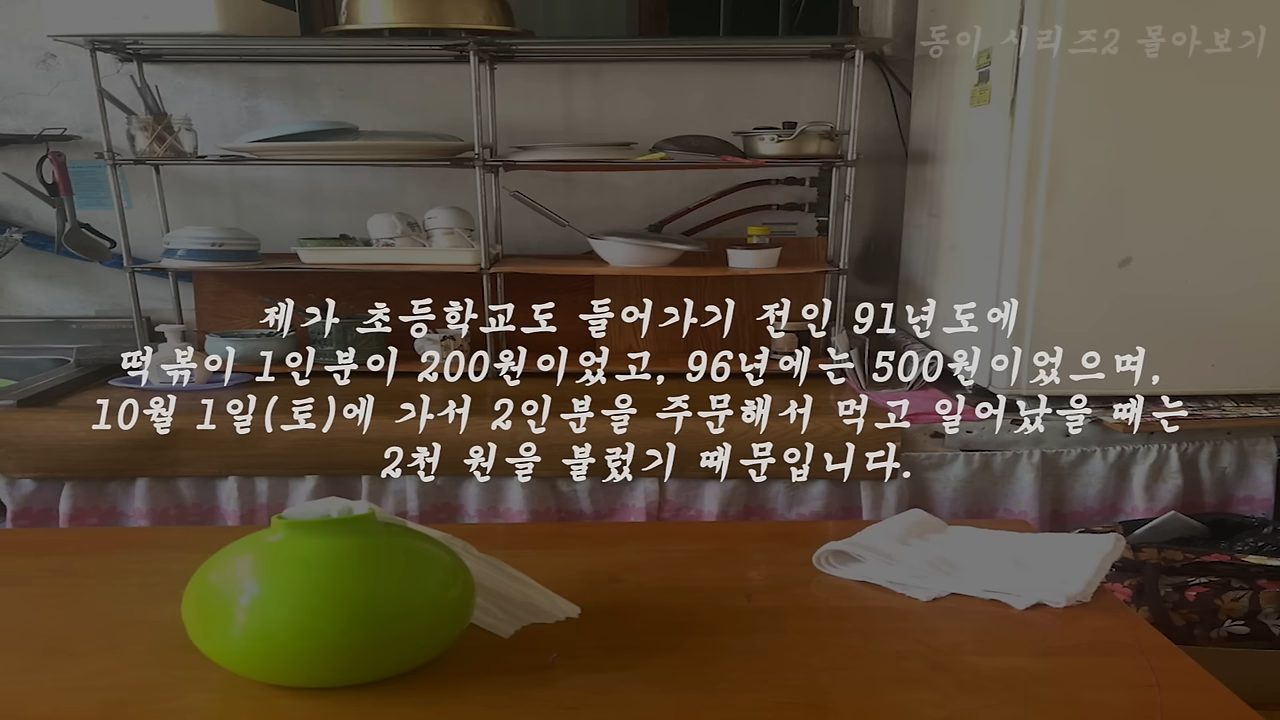 동이 시리즈2 몰아보기
제가 초등학교도 들어가기 전인 91년도에
떡볶이 1인분이 200원이었고, 96년에는 500원이었으며,
10월 1일(토)에 가서 2인분을 주문해서 먹고 일어났을 때는
2천 원을 불렀기 때문입니다.